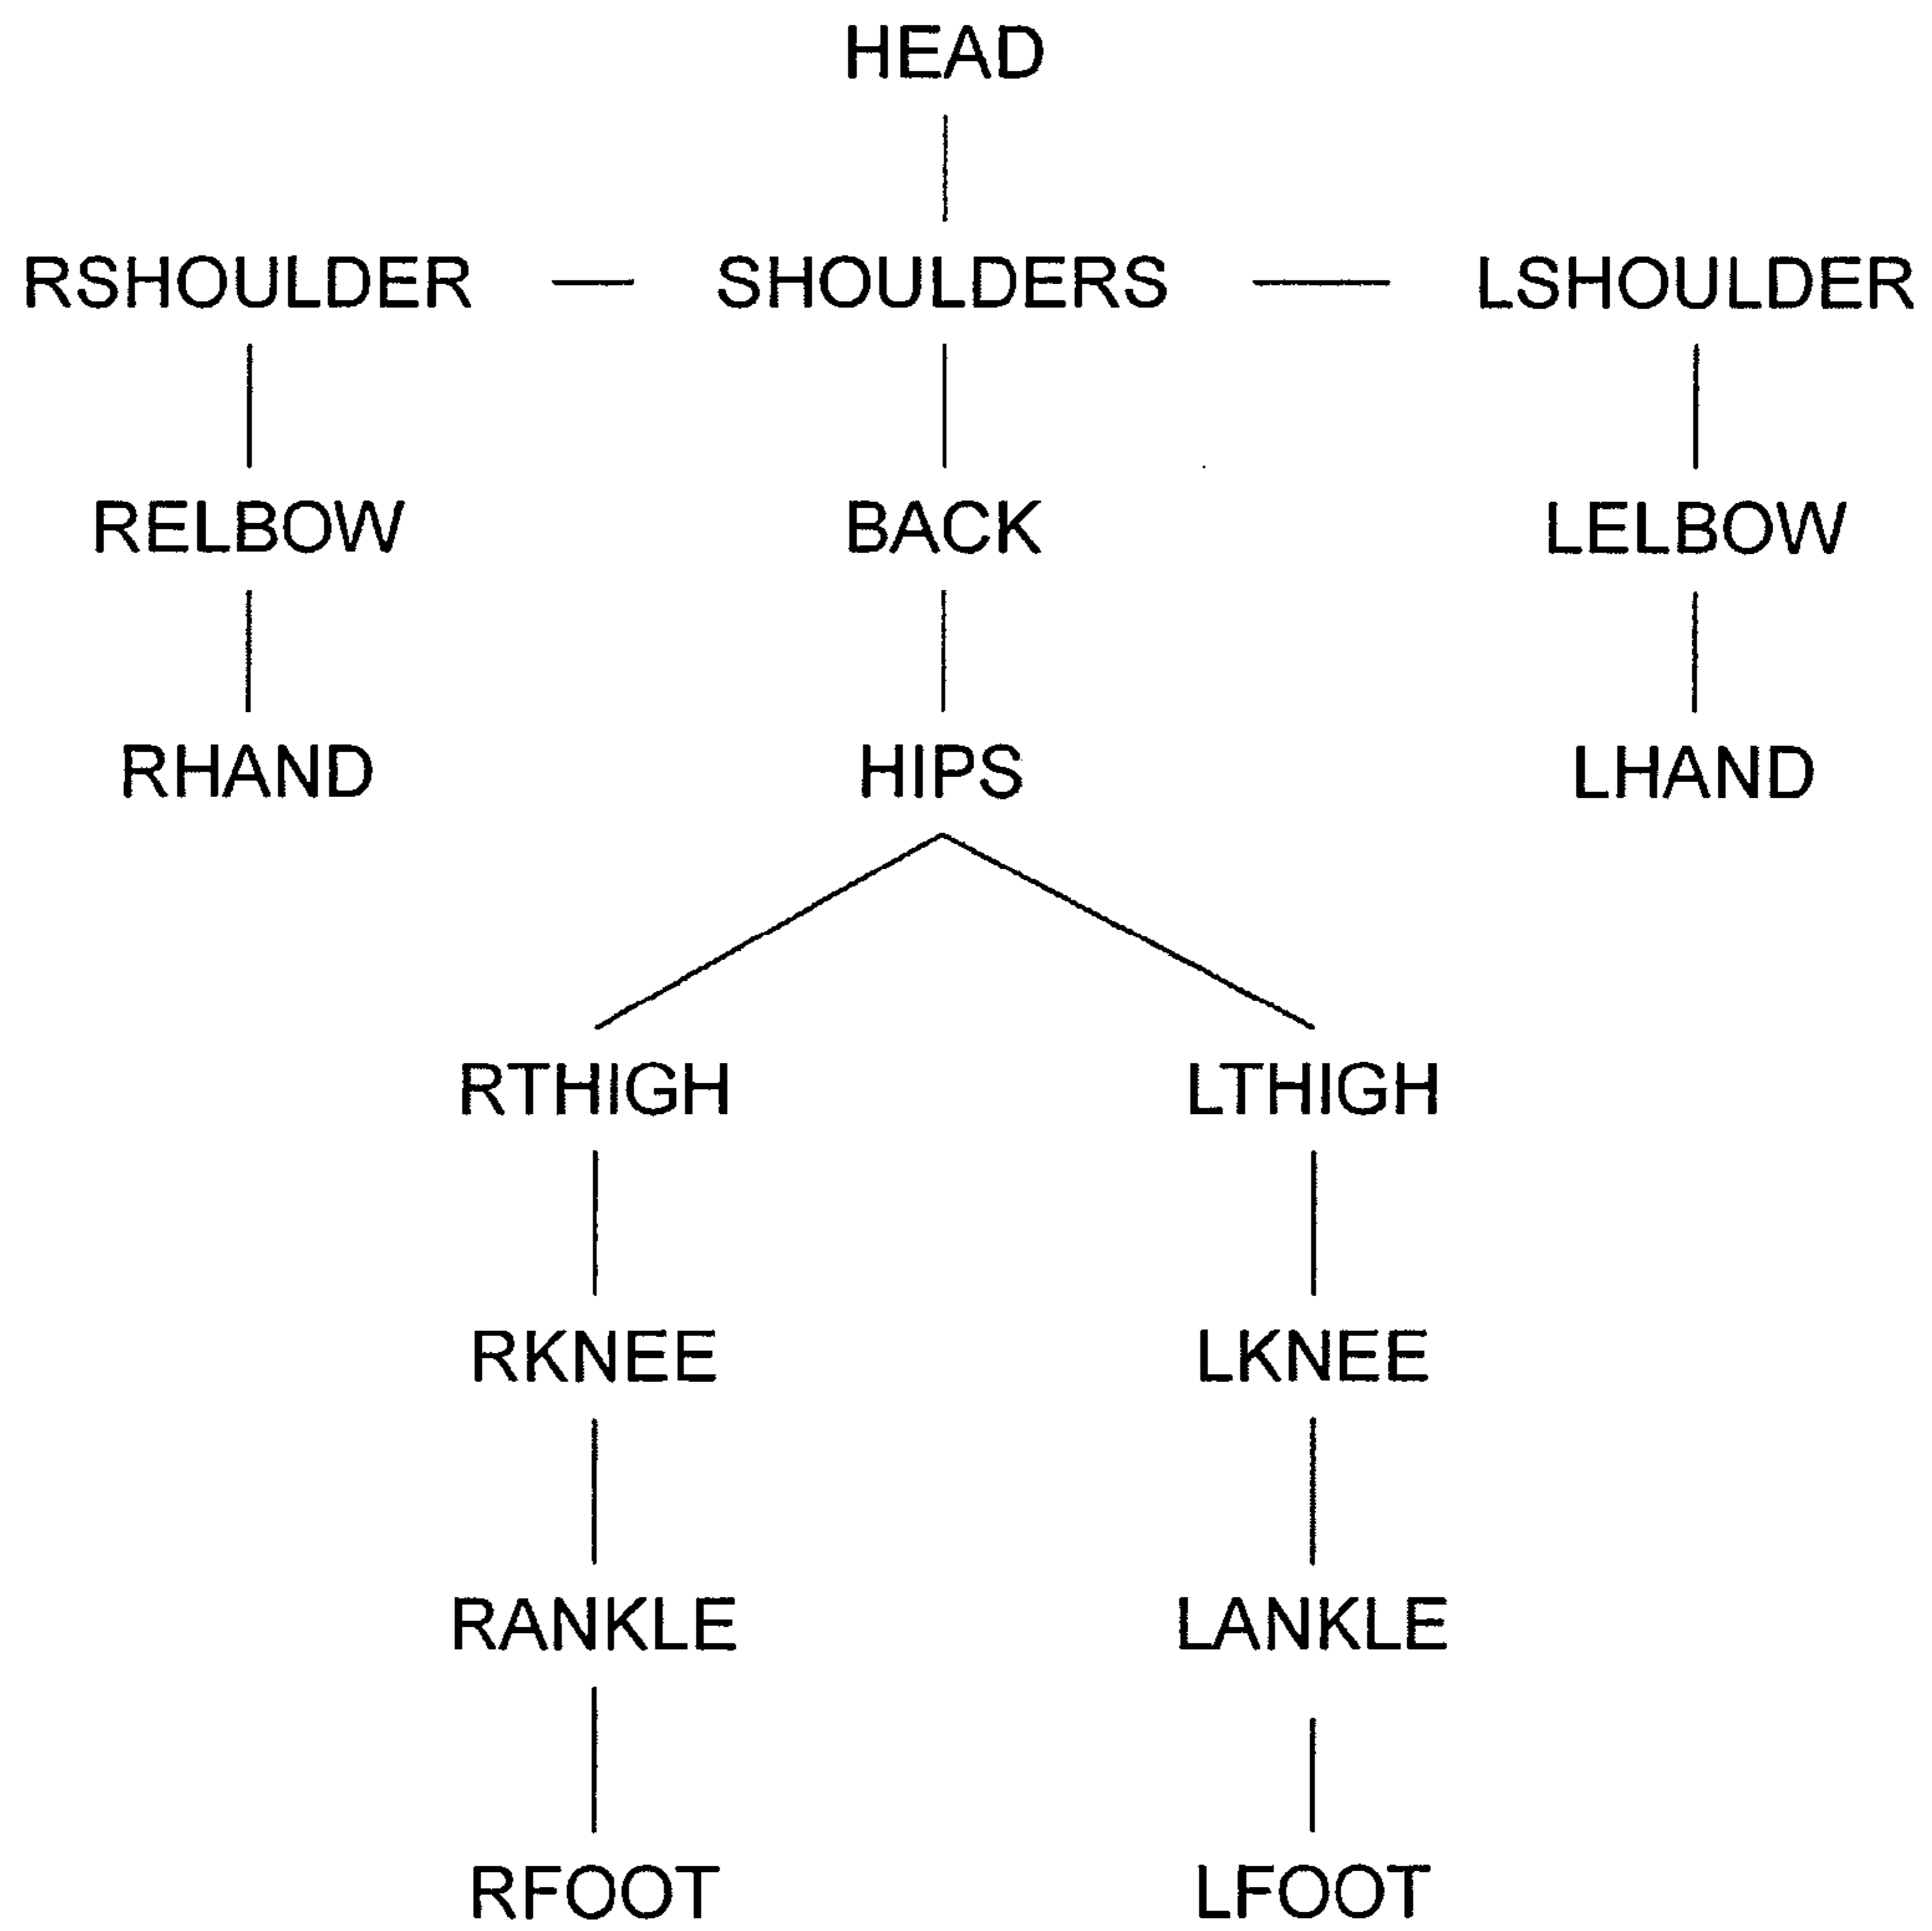 HEAD
RSHOULDER SHOULDERS LSHOULDER
RELBOW BACK LELBOW
RHAND HIPS LHAND
RTHIGH LTHIGH
RKNEE LKNEE
RANKLE LANKLE
RFOOT LFOOT